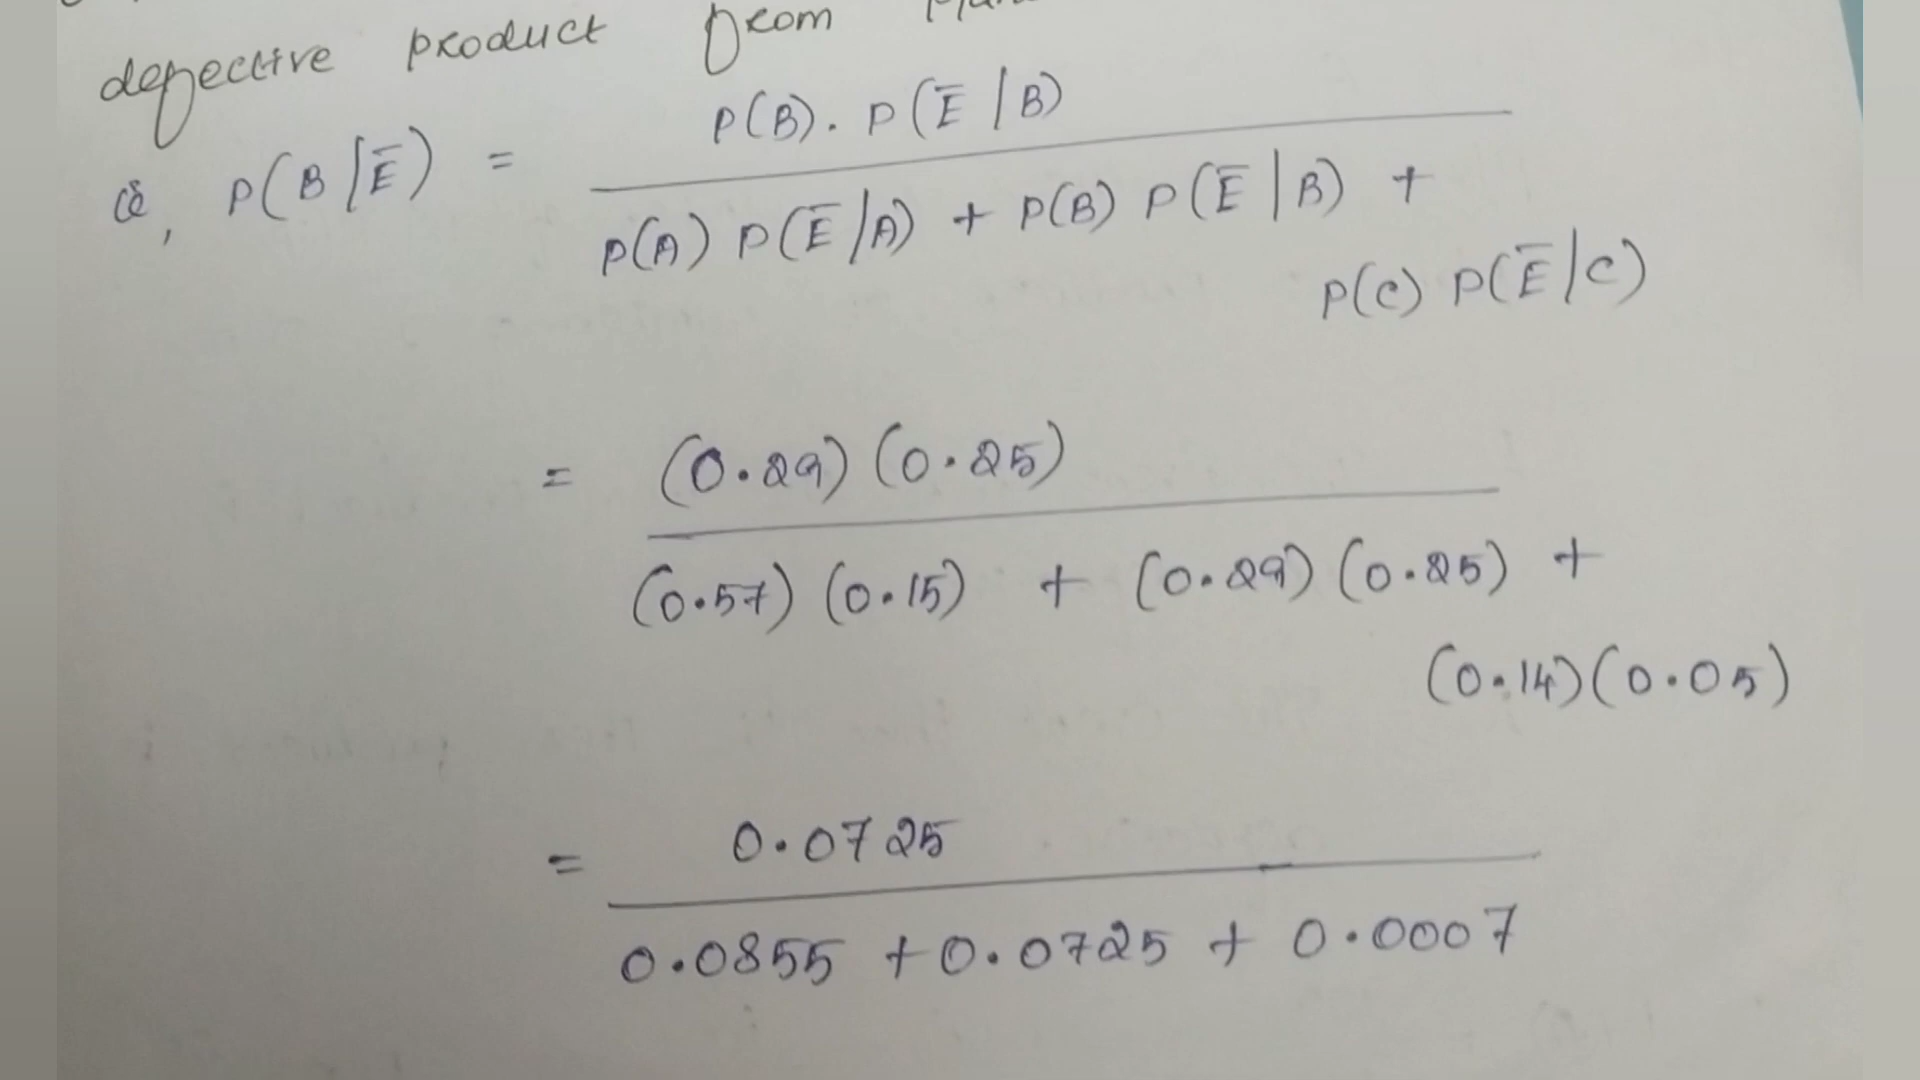 defective product from
ie, P(B/Ē) = P(B). P(Ē/B)
P(A) P(Ē/A) + P(B) P(Ē|B) +
P(C) P(Ē/C)
= (0.29) (0.25)
(0.57) (0.15) + (0.29) (0.25) +
(0.14)(0.05)
= 0.0725
0.0855 + 0.0725 + 0.0007